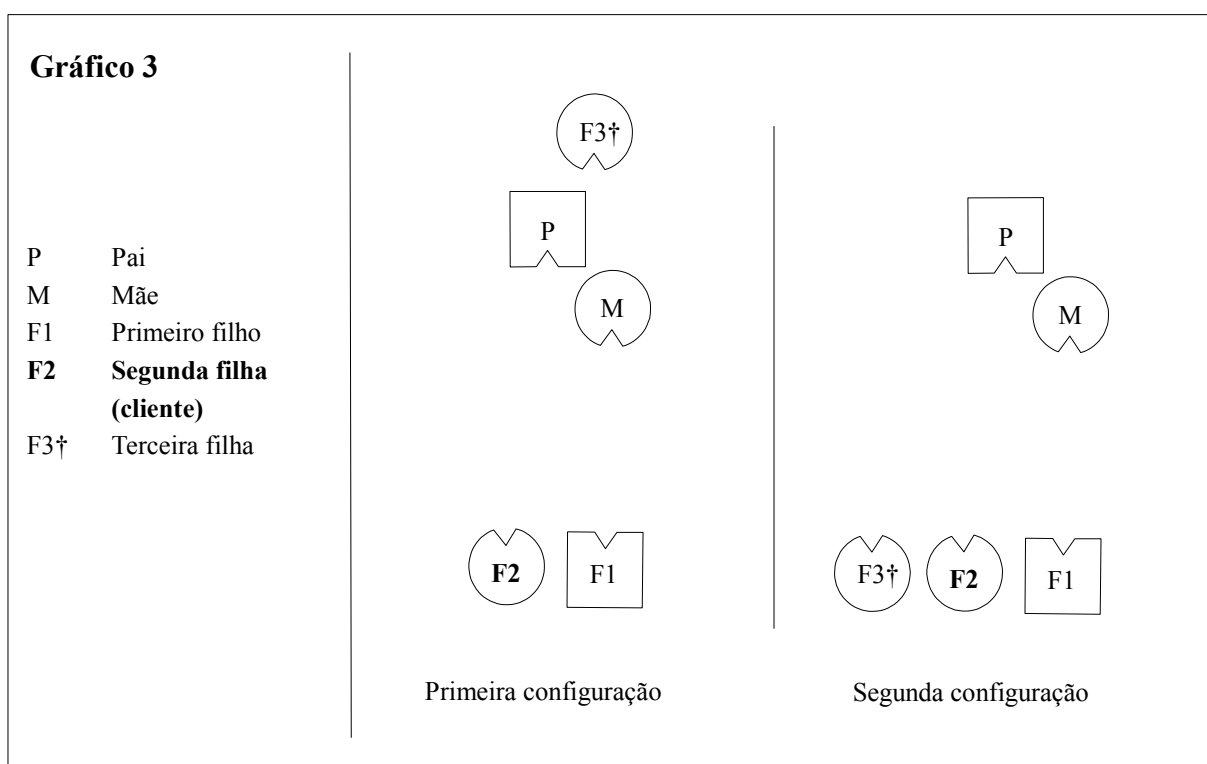 Gráfico 3
P Pai
M Mãe
F1 Primeiro filho
F2 Segunda filha
(cliente)
F3† Terceira filha
F3†
P
M
F2 F1
Primeira configuração
P
M
F3† F2 F1
Segunda configuração